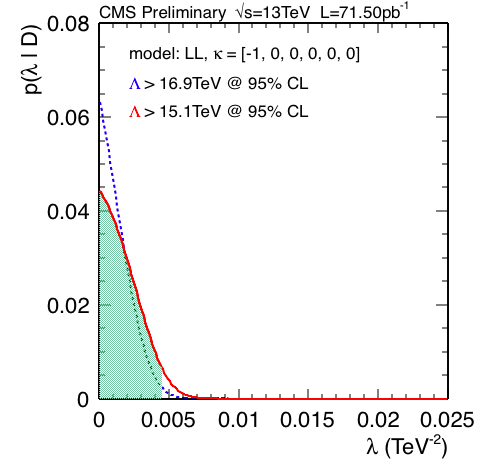 CMS Preliminary √s=13TeV L=71.50pb⁻¹
model: LL, κ = [-1, 0, 0, 0, 0, 0]
Λ > 16.9TeV @ 95% CL
Λ > 15.1TeV @ 95% CL
p(λ | D)
0.08
0.06
0.04
0.02
0
0 0.005 0.01 0.015 0.02 0.025
λ (TeV⁻²)